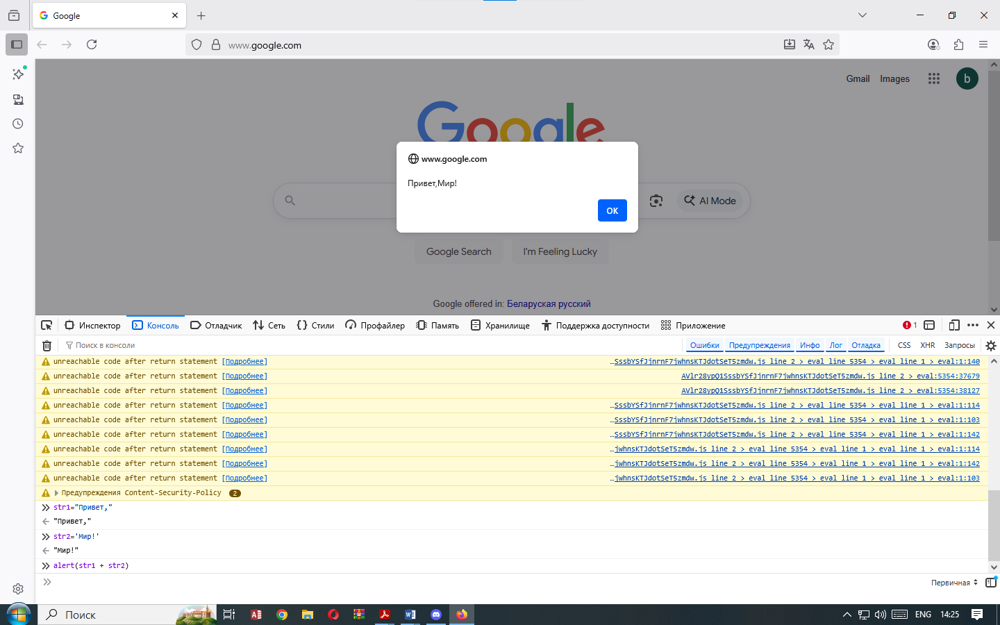 Google
www.google.com
Gmail Images
b
Google
www.google.com
Привет,Мир!
OK
AI Mode
Google Search I'm Feeling Lucky
Google offered in: Беларуская русский
Инспектор Консоль Отладчик Сеть Стили Профайлер Память Хранилище Поддержка доступности Приложение 1
Поиск в консоли Ошибки Предупреждения Инфо Лог Отладка CSS XHR Запросы
unreachable code after return statement [Подробнее] …SssbYSfJjnrnF7jwhnsKTJdotSeT5zmdw.js line 2 > eval line 5354 > eval line 1 > eval:1:140
unreachable code after return statement [Подробнее] AVlr28ypQ1SssbYSfJjnrnF7jwhnsKTJdotSeT5zmdw.js line 2 > eval:5354:37679
unreachable code after return statement [Подробнее] AVlr28ypQ1SssbYSfJjnrnF7jwhnsKTJdotSeT5zmdw.js line 2 > eval:5354:38127
unreachable code after return statement [Подробнее] …SssbYSfJjnrnF7jwhnsKTJdotSeT5zmdw.js line 2 > eval line 5354 > eval line 1 > eval:1:114
unreachable code after return statement [Подробнее] …SssbYSfJjnrnF7jwhnsKTJdotSeT5zmdw.js line 2 > eval line 5354 > eval line 1 > eval:1:103
unreachable code after return statement [Подробнее] …SssbYSfJjnrnF7jwhnsKTJdotSeT5zmdw.js line 2 > eval line 5354 > eval line 1 > eval:1:142
unreachable code after return statement [Подробнее] …jwhnsKTJdotSeT5zmdw.js line 2 > eval line 5354 > eval line 1 > eval line 1 > eval:1:114
unreachable code after return statement [Подробнее] …jwhnsKTJdotSeT5zmdw.js line 2 > eval line 5354 > eval line 1 > eval line 1 > eval:1:142
unreachable code after return statement [Подробнее] …jwhnsKTJdotSeT5zmdw.js line 2 > eval line 5354 > eval line 1 > eval line 1 > eval:1:103
Предупреждения Content-Security-Policy 2
str1="Привет,"
"Привет,"
str2='Мир!'
"Мир!"
alert(str1 + str2)
Первичная
Поиск ENG 14:25